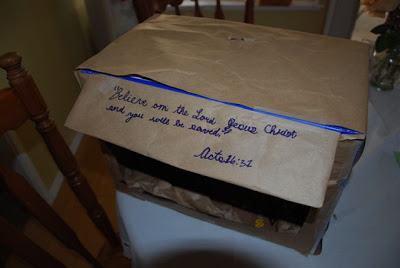 "Believe on the Lord Jesus Christ
and you will be saved."
Acts 16:31